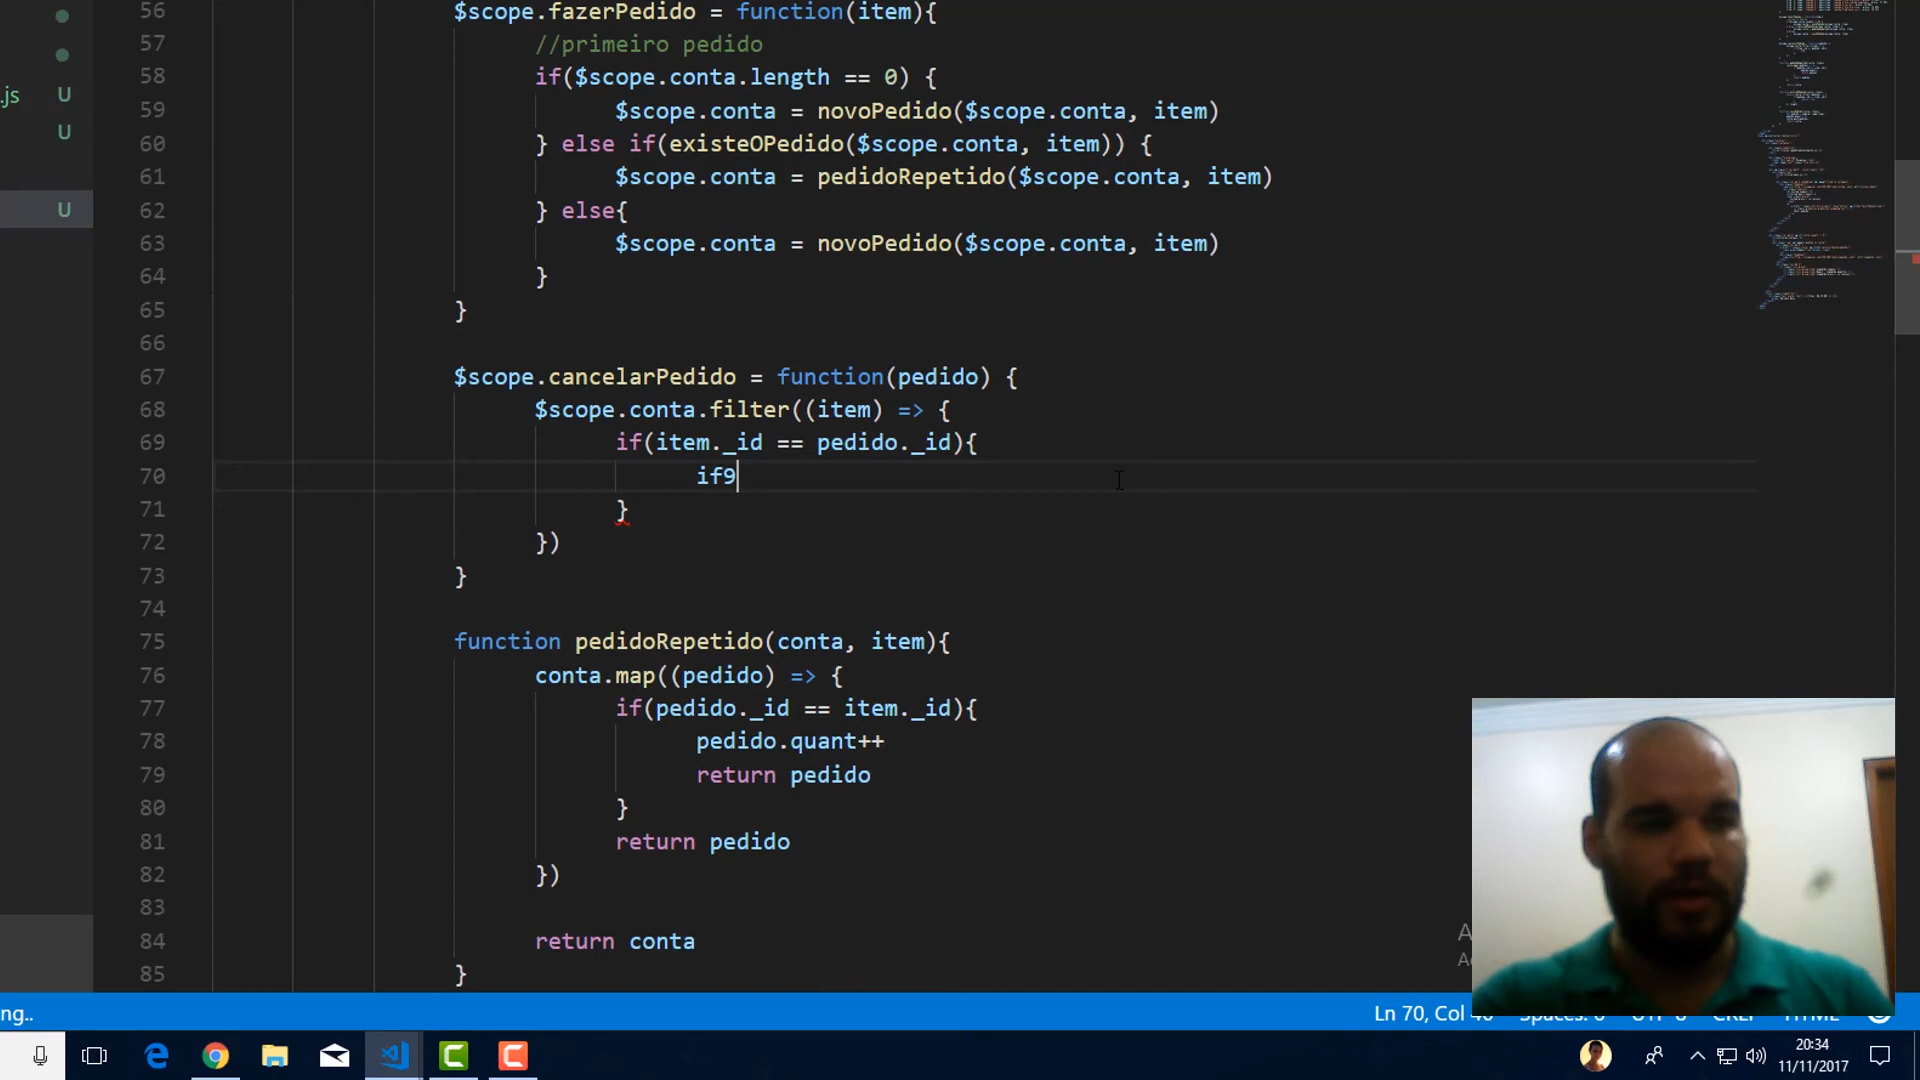 56 $scope.fazerPedido = function(item){
57 //primeiro pedido
58 if($scope.conta.length == 0) {
.js U
59 $scope.conta = novoPedido($scope.conta, item)
U
60 } else if(existeOPedido($scope.conta, item)) {
61 $scope.conta = pedidoRepetido($scope.conta, item)
U
62 } else{
63 $scope.conta = novoPedido($scope.conta, item)
64 }
65 }
66
67 $scope.cancelarPedido = function(pedido) {
68 $scope.conta.filter((item) => {
69 if(item._id == pedido._id){
70 if9
71 }
72 })
73 }
74
75 function pedidoRepetido(conta, item){
76 conta.map((pedido) => {
77 if(pedido._id == item._id){
78 pedido.quant++
79 return pedido
80 }
81 return pedido
82 })
83
84 return conta
85 }
ng.. Ln 70, Col
20:34
11/11/2017